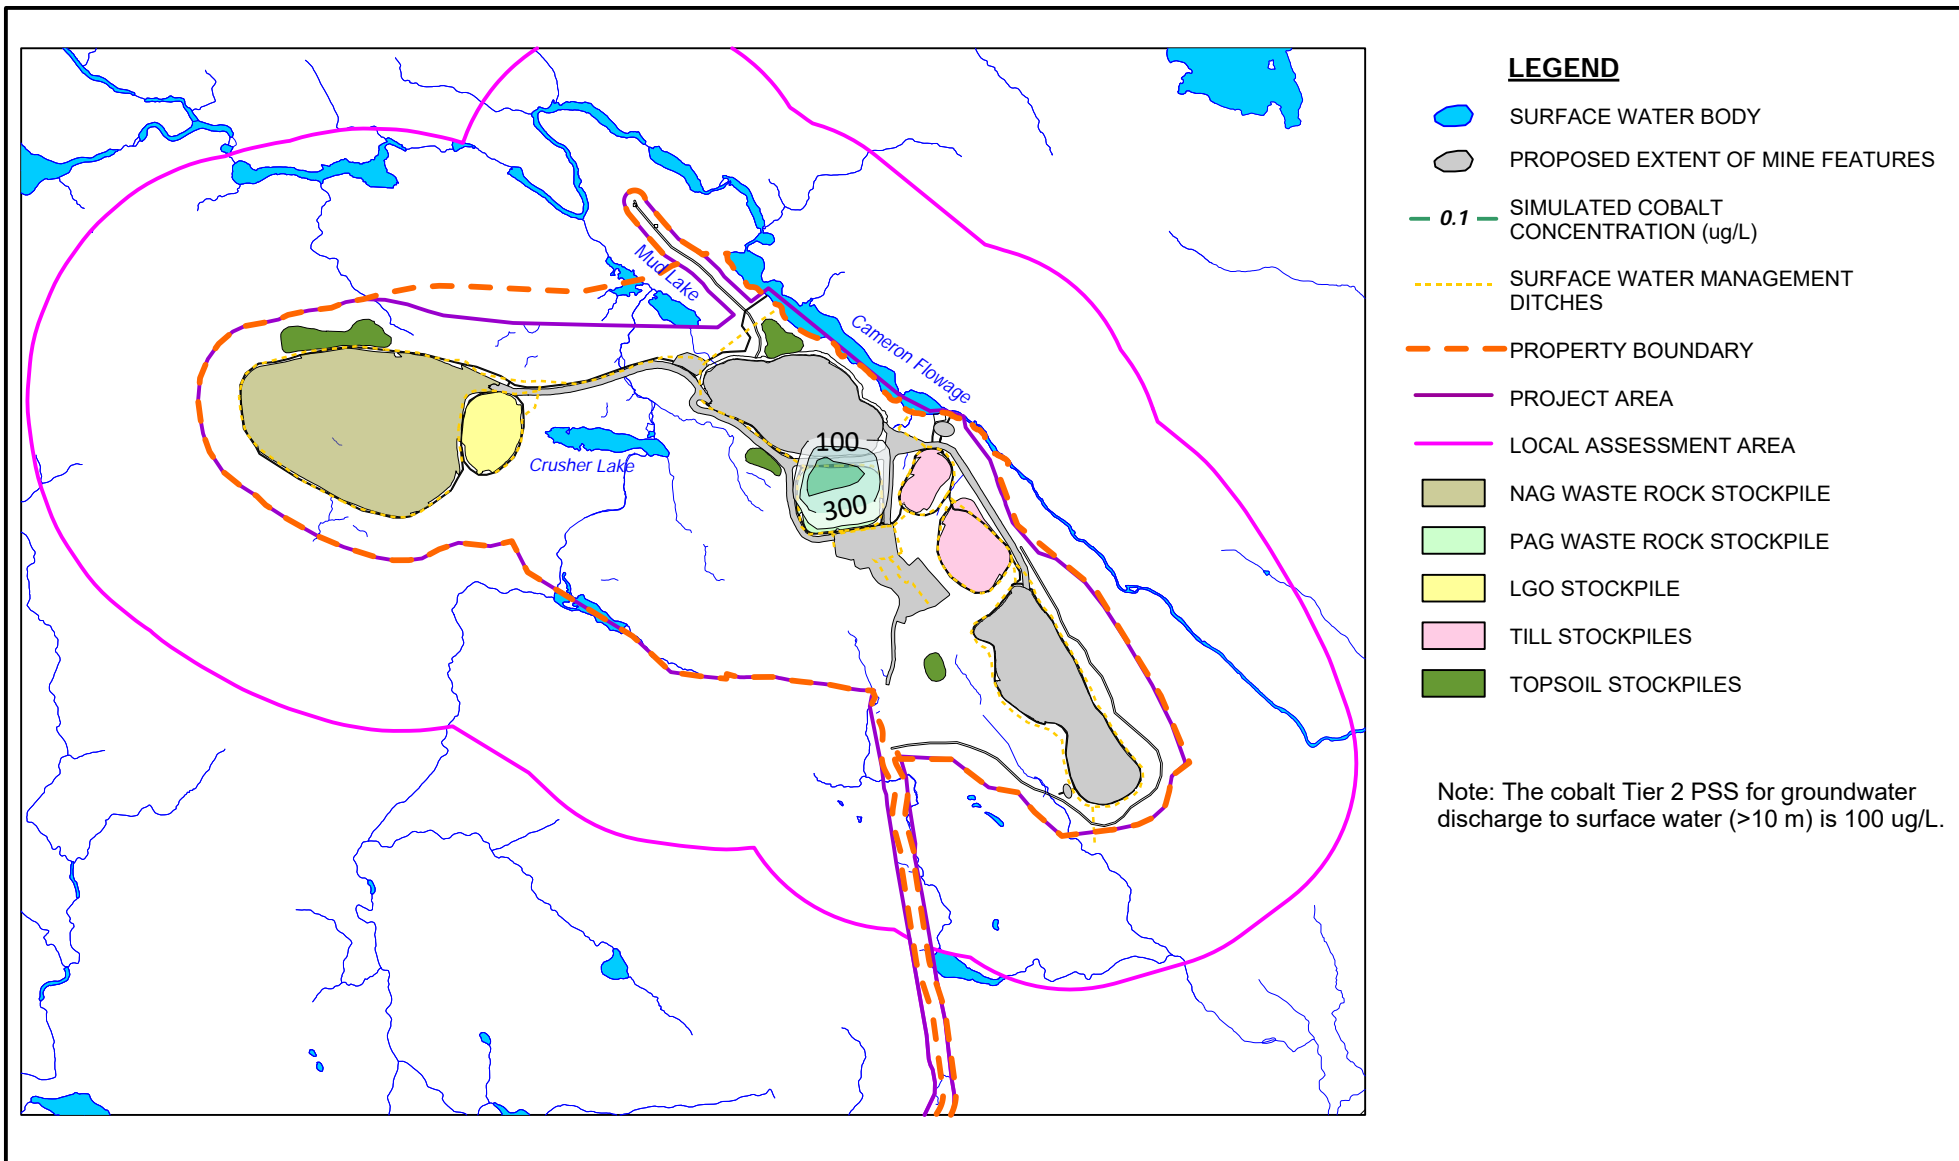 Mud Lake
Cameron Flowage
Crusher Lake
100
300
LEGEND
SURFACE WATER BODY
PROPOSED EXTENT OF MINE FEATURES
0.1
SIMULATED COBALT
CONCENTRATION (ug/L)
SURFACE WATER MANAGEMENT
DITCHES
PROPERTY BOUNDARY
PROJECT AREA
LOCAL ASSESSMENT AREA
NAG WASTE ROCK STOCKPILE
PAG WASTE ROCK STOCKPILE
LGO STOCKPILE
TILL STOCKPILES
TOPSOIL STOCKPILES
Note: The cobalt Tier 2 PSS for groundwater
discharge to surface water (>10 m) is 100 ug/L.